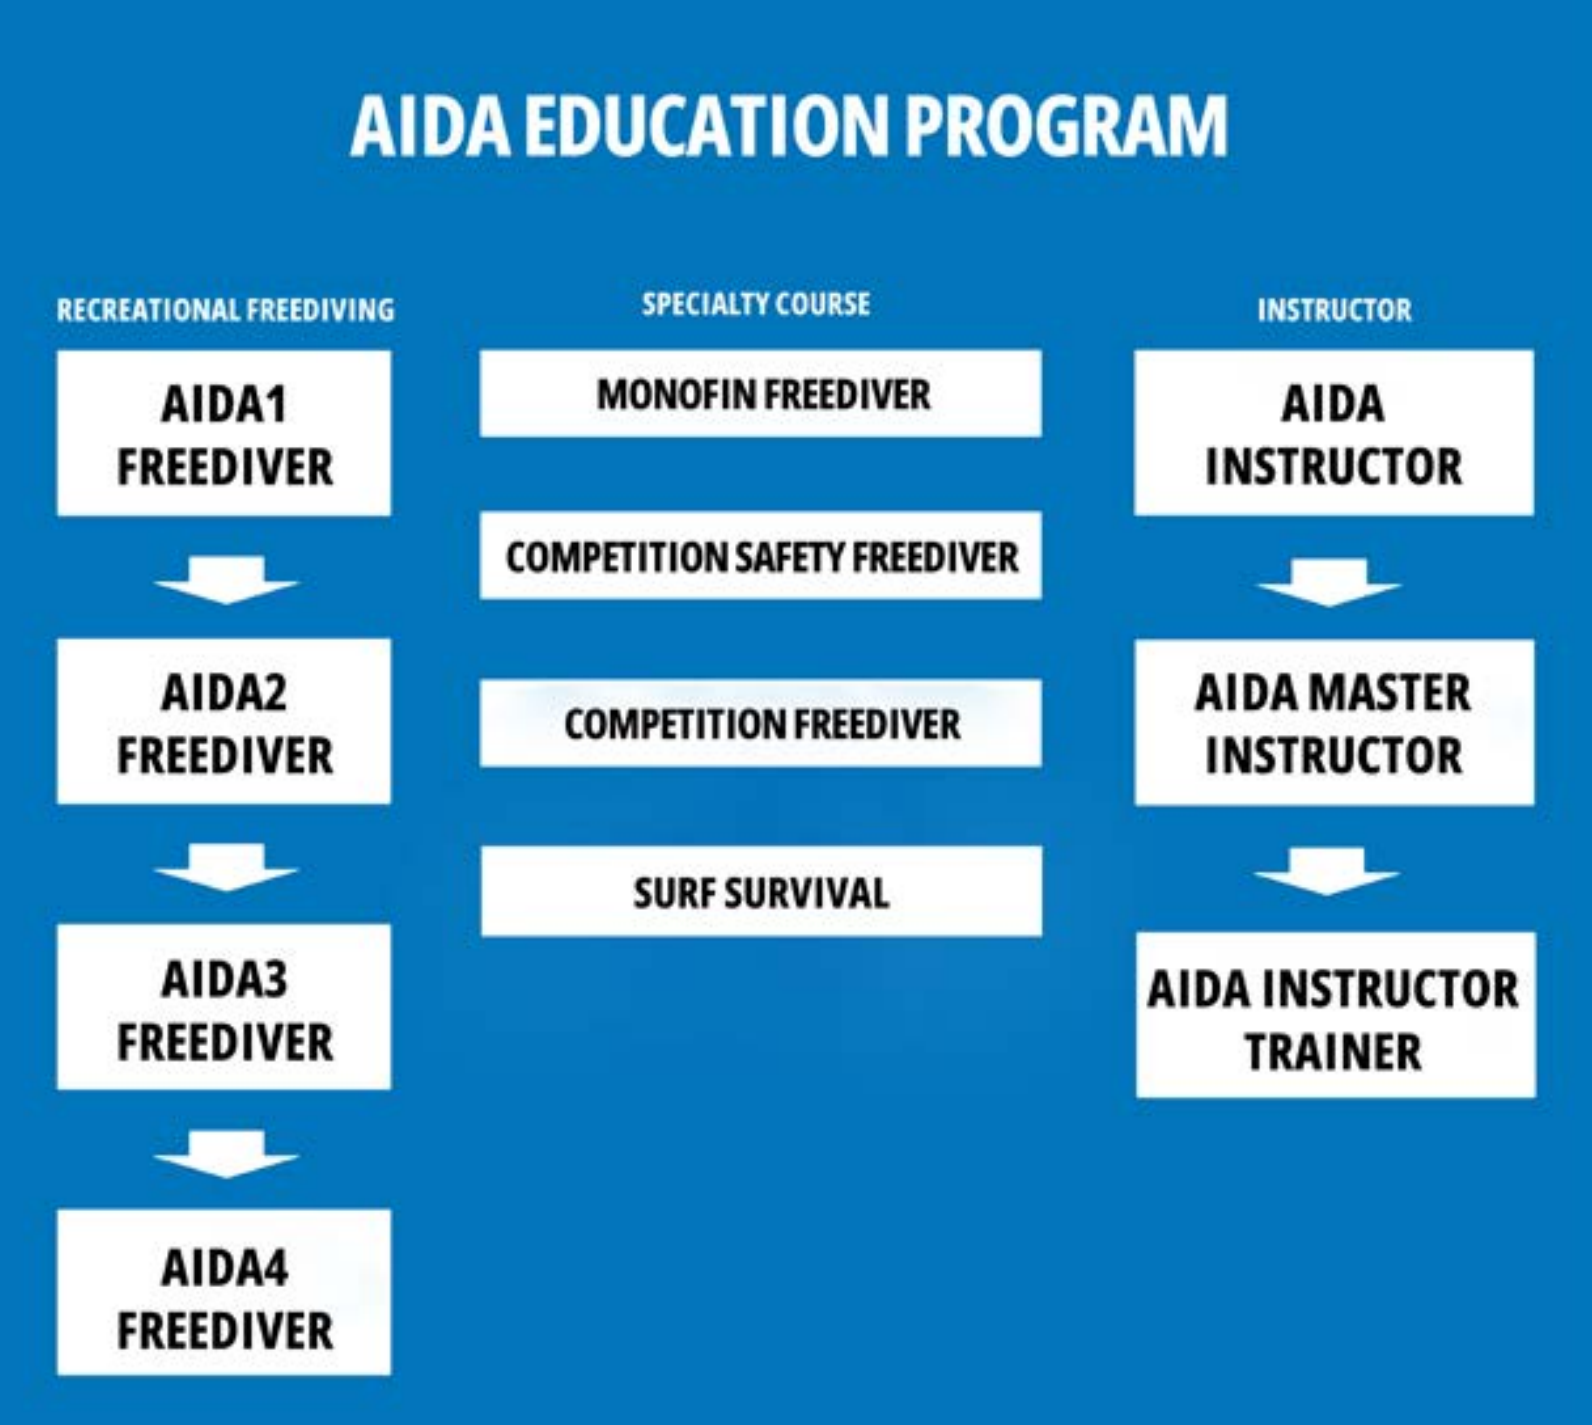 AIDA EDUCATION PROGRAM
RECREATIONAL FREEDIVING
AIDA1
FREEDIVER
AIDA2
FREEDIVER
AIDA3
FREEDIVER
AIDA4
FREEDIVER
SPECIALTY COURSE
MONOFIN FREEDIVER
COMPETITION SAFETY FREEDIVER
COMPETITION FREEDIVER
SURF SURVIVAL
INSTRUCTOR
AIDA
INSTRUCTOR
AIDA MASTER
INSTRUCTOR
AIDA INSTRUCTOR
TRAINER